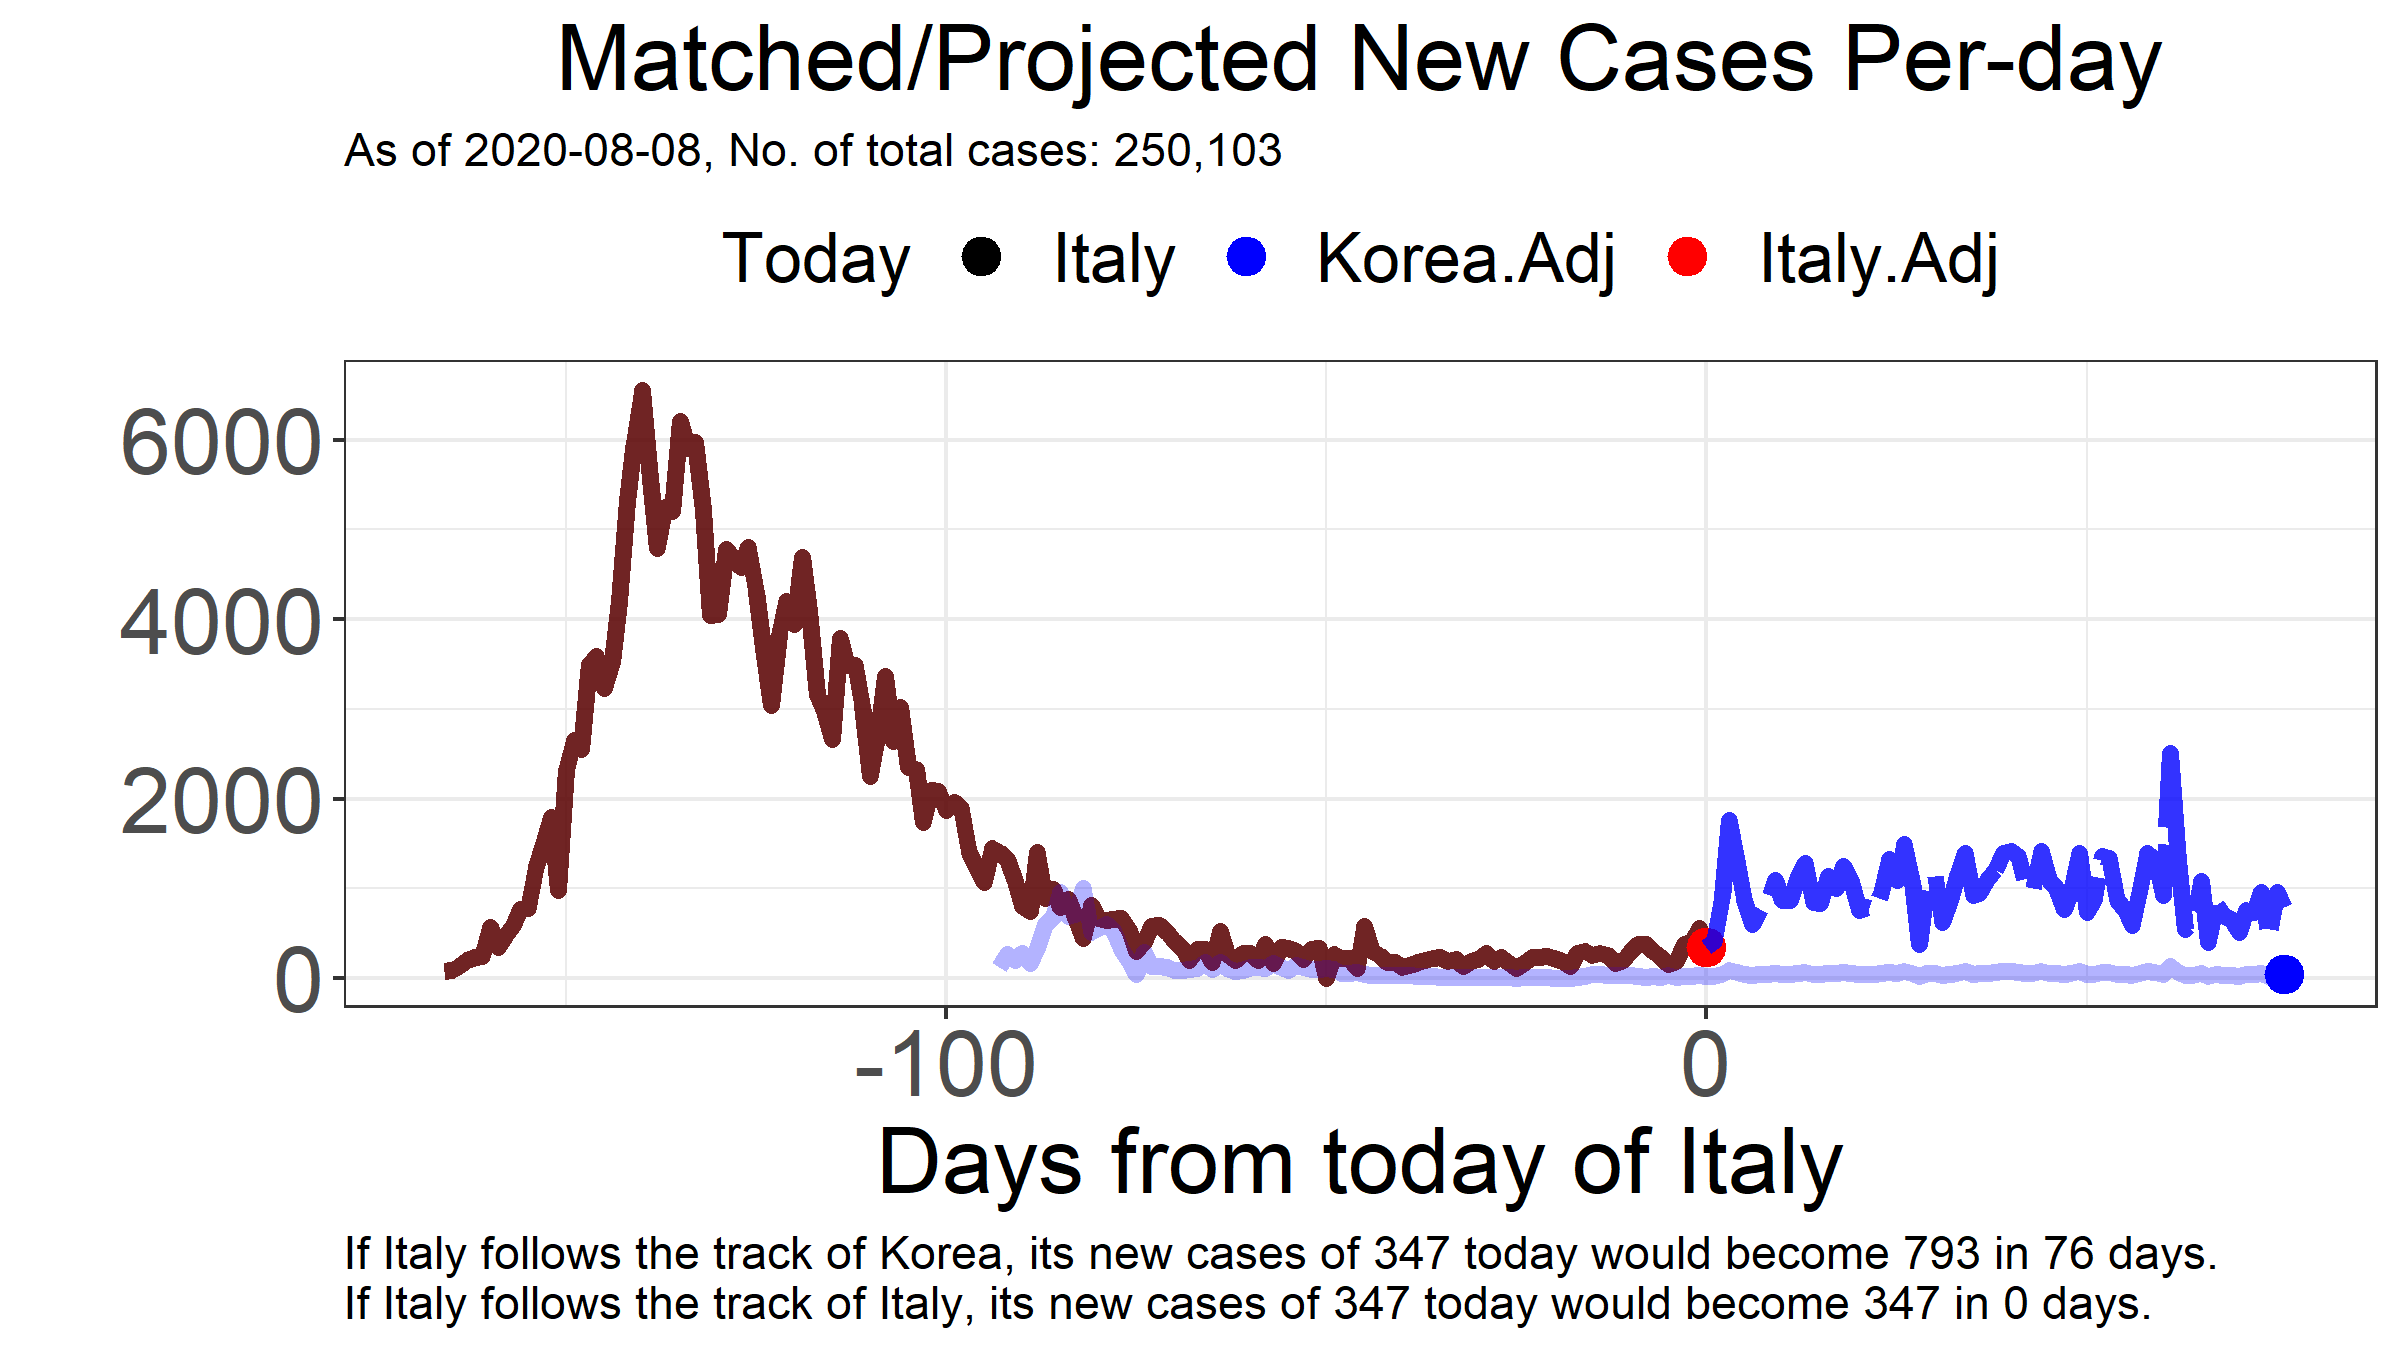 Matched/Projected New Cases Per-day
As of 2020-08-08, No. of total cases: 250,103
Today Italy Korea.Adj Italy.Adj
6000
4000
2000
0
-100 0
Days from today of Italy
If Italy follows the track of Korea, its new cases of 347 today would become 793 in 76 days.
If Italy follows the track of Italy, its new cases of 347 today would become 347 in 0 days.